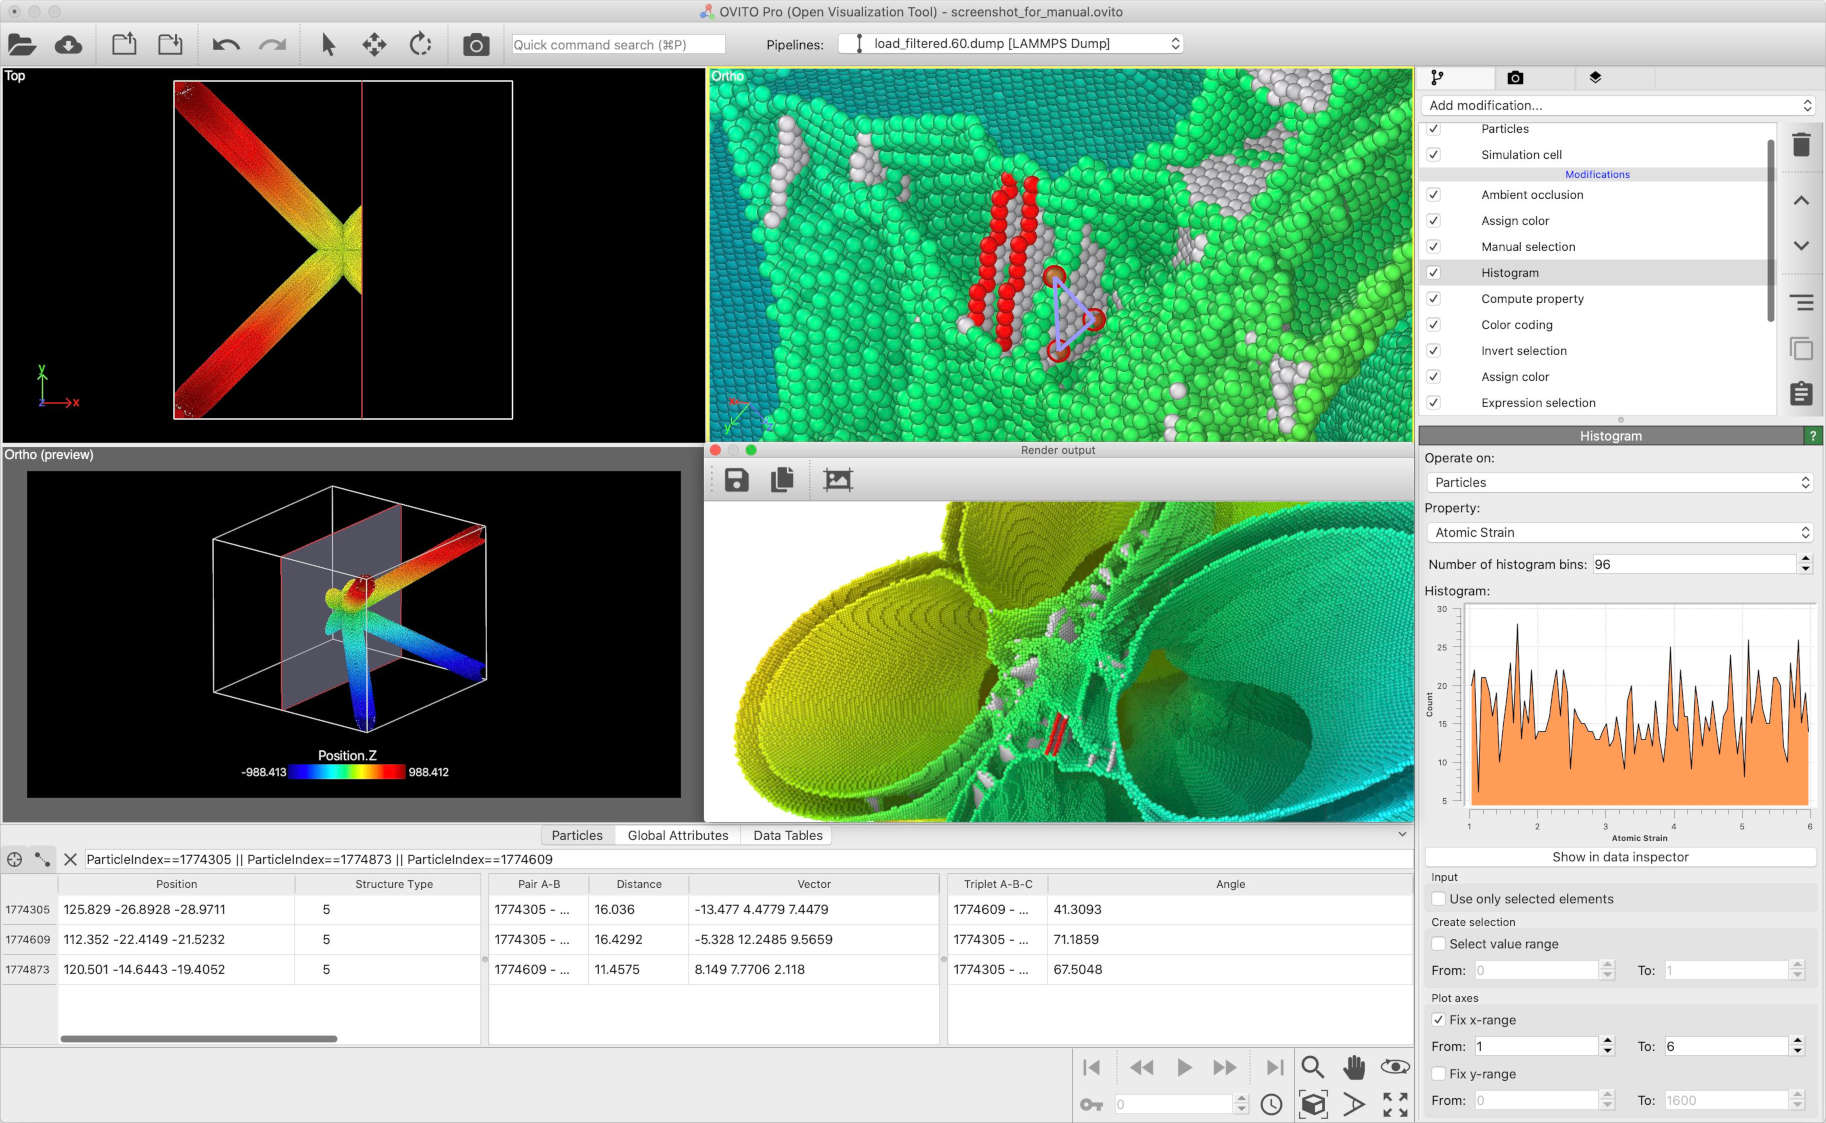 OVITO Pro (Open Visualization Tool) - screenshot_for_manual.ovito
Quick command search (⌘P)
Pipelines:
load_filtered.60.dump [LAMMPS Dump]
Top
y
z
x
Ortho
Ortho (preview)
Position.Z
-988.413
988.412
Render output
Add modification...
Particles
Simulation cell
Modifications
Ambient occlusion
Assign color
Manual selection
Histogram
Compute property
Color coding
Invert selection
Assign color
Expression selection
Histogram
?
Operate on:
Particles
Property:
Atomic Strain
Number of histogram bins: 96
Histogram:
30
25
20
15
10
5
Count
1 2 3 4 5 6
Atomic Strain
Show in data inspector
Input
Use only selected elements
Create selection
Select value range
From: 0 To: 1
Plot axes
Fix x-range
From: 1 To: 6
Fix y-range
From: 0 To: 1600
Particles Global Attributes Data Tables
ParticleIndex==1774305 || ParticleIndex==1774873 || ParticleIndex==1774609
Position Structure Type
1774305 125.829 -26.8928 -28.9711 5
1774609 112.352 -22.4149 -21.5232 5
1774873 120.501 -14.6443 -19.4052 5
Pair A-B Distance Vector
1774305 - ... 16.036 -13.477 4.4779 7.4479
1774305 - ... 16.4292 -5.328 12.2485 9.5659
1774609 - ... 11.4575 8.149 7.7706 2.118
Triplet A-B-C Angle
1774609 - ... 41.3093
1774305 - ... 71.1859
1774305 - ... 67.5048
0